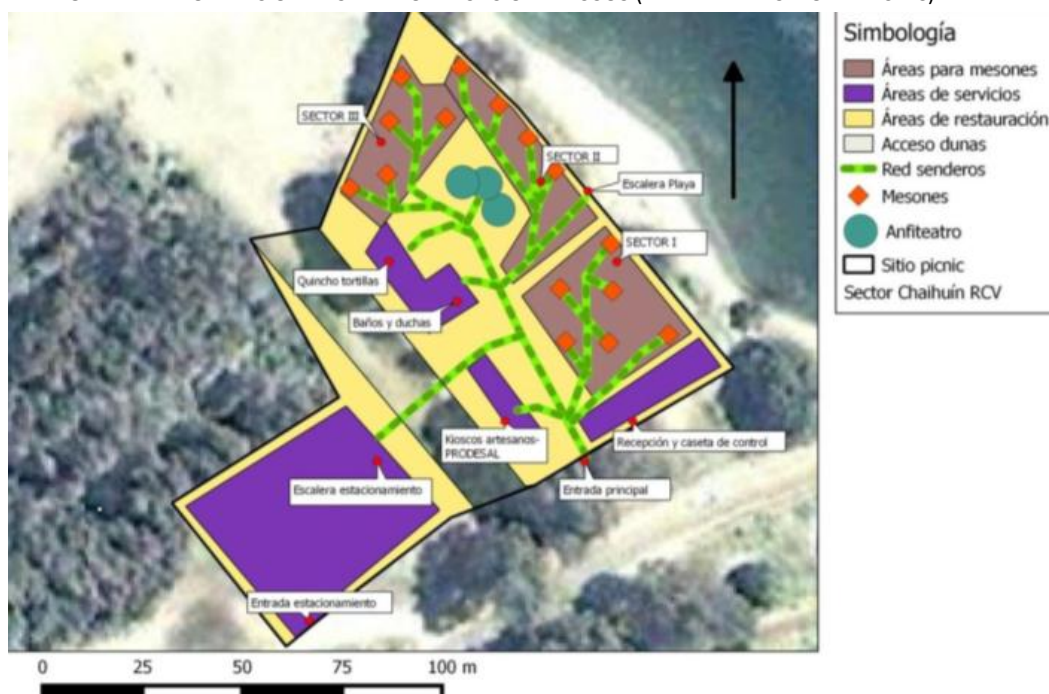 Simbología
Áreas para mesones
Áreas de servicios
Áreas de restauración
Acceso dunas
Red senderos
Mesones
Anfiteatro
Sitio picnic
Sector Chaihuín RCV
SECTOR III
SECTOR II
Escalera Playa
SECTOR I
Quincho tortillas
Baños y duchas
Kioscos artesanos-
PRODESAL
Recepción y caseta de control
Escalera estacionamiento
Entrada principal
Entrada estacionamiento
0 25 50 75 100 m